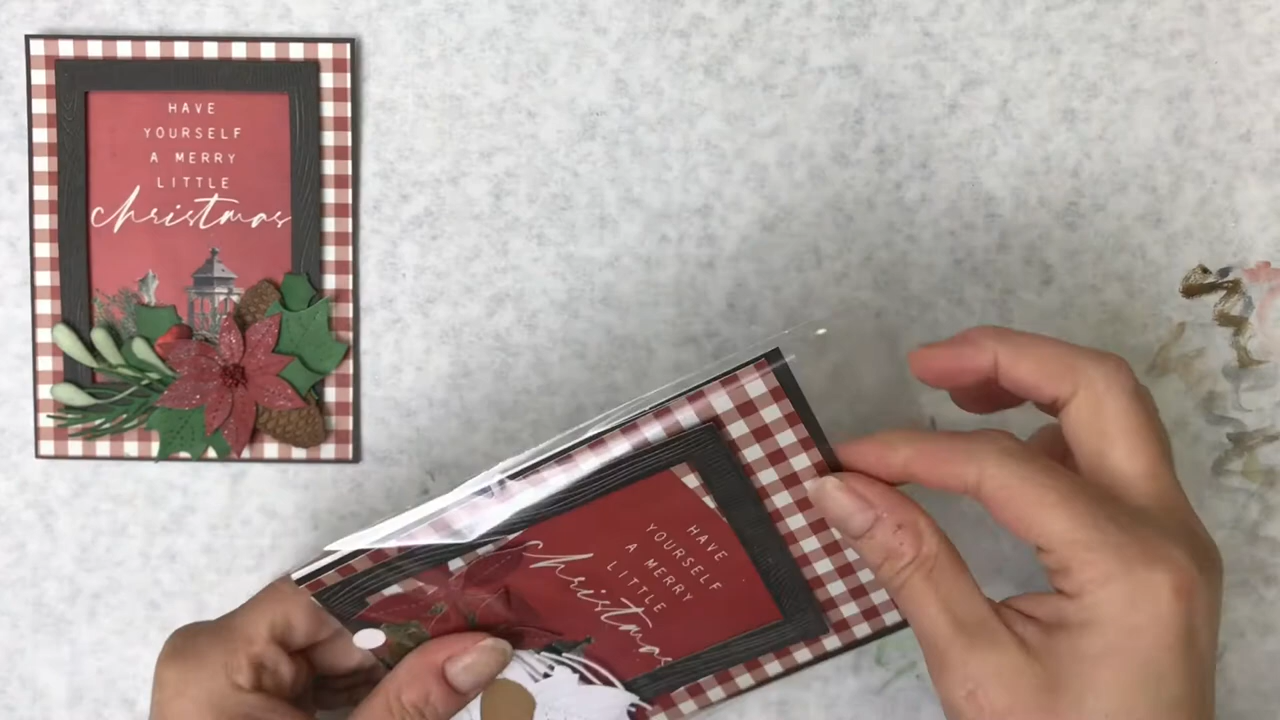 HAVE
YOURSELF
A MERRY
LITTLE
christmas
HAVE
YOURSELF
A MERRY
LITTLE
christmas